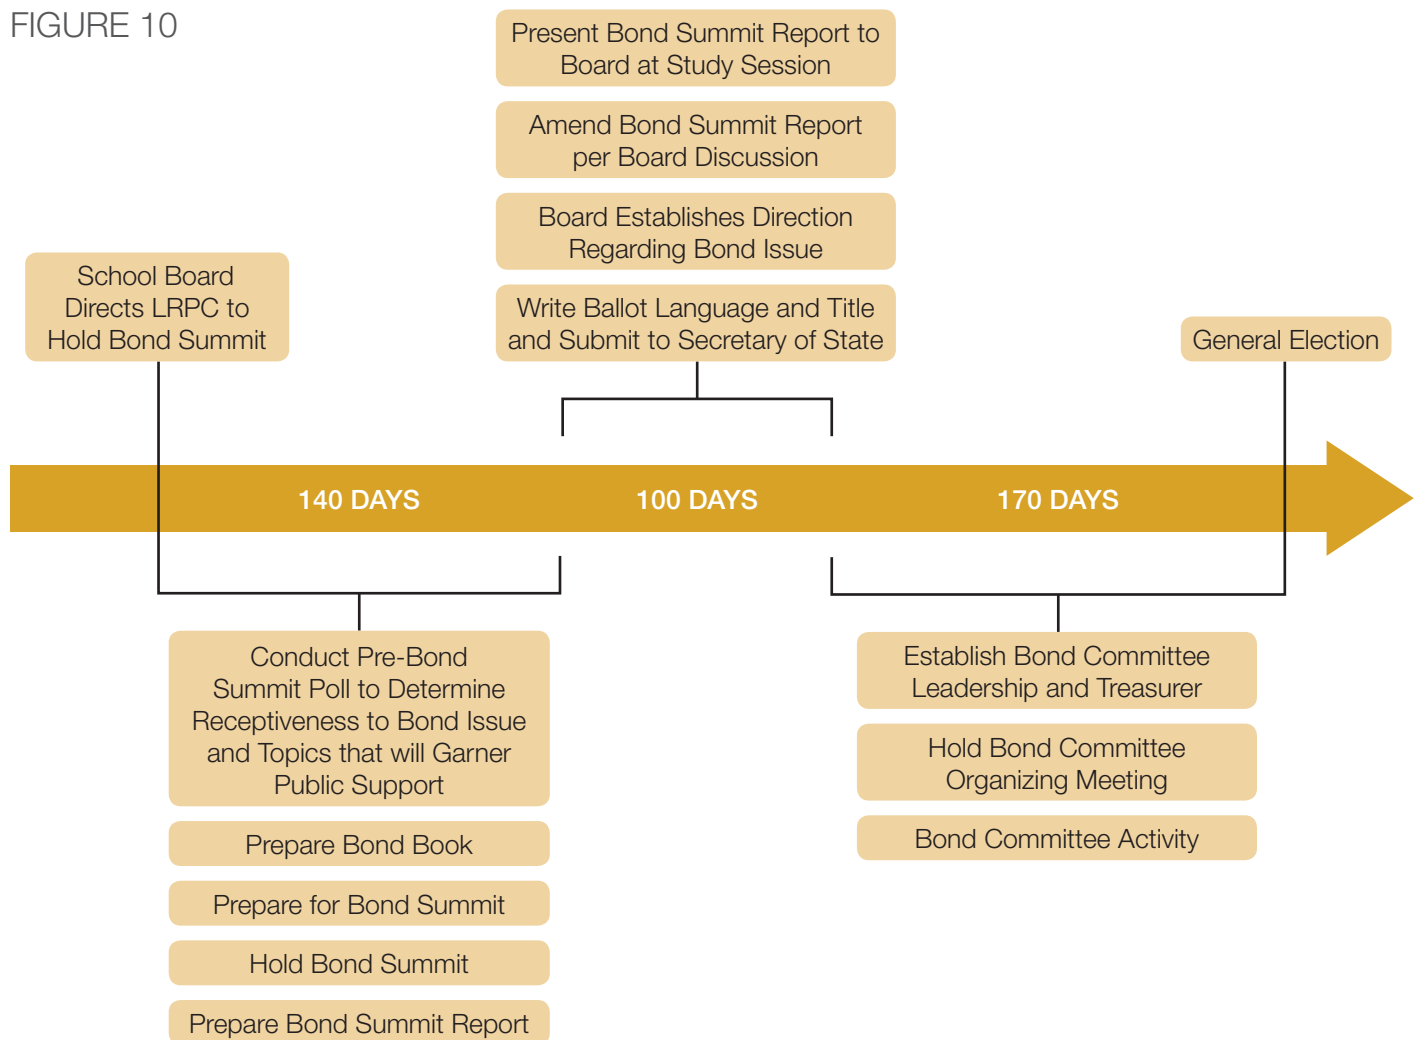 FIGURE 10
Present Bond Summit Report to
Board at Study Session
Amend Bond Summit Report
per Board Discussion
Board Establishes Direction
Regarding Bond Issue
Write Ballot Language and Title
and Submit to Secretary of State
School Board
Directs LRPC to
Hold Bond Summit
General Election
140 DAYS
100 DAYS
170 DAYS
Conduct Pre-Bond
Summit Poll to Determine
Receptiveness to Bond Issue
and Topics that will Garner
Public Support
Prepare Bond Book
Prepare for Bond Summit
Hold Bond Summit
Prepare Bond Summit Report
Establish Bond Committee
Leadership and Treasurer
Hold Bond Committee
Organizing Meeting
Bond Committee Activity